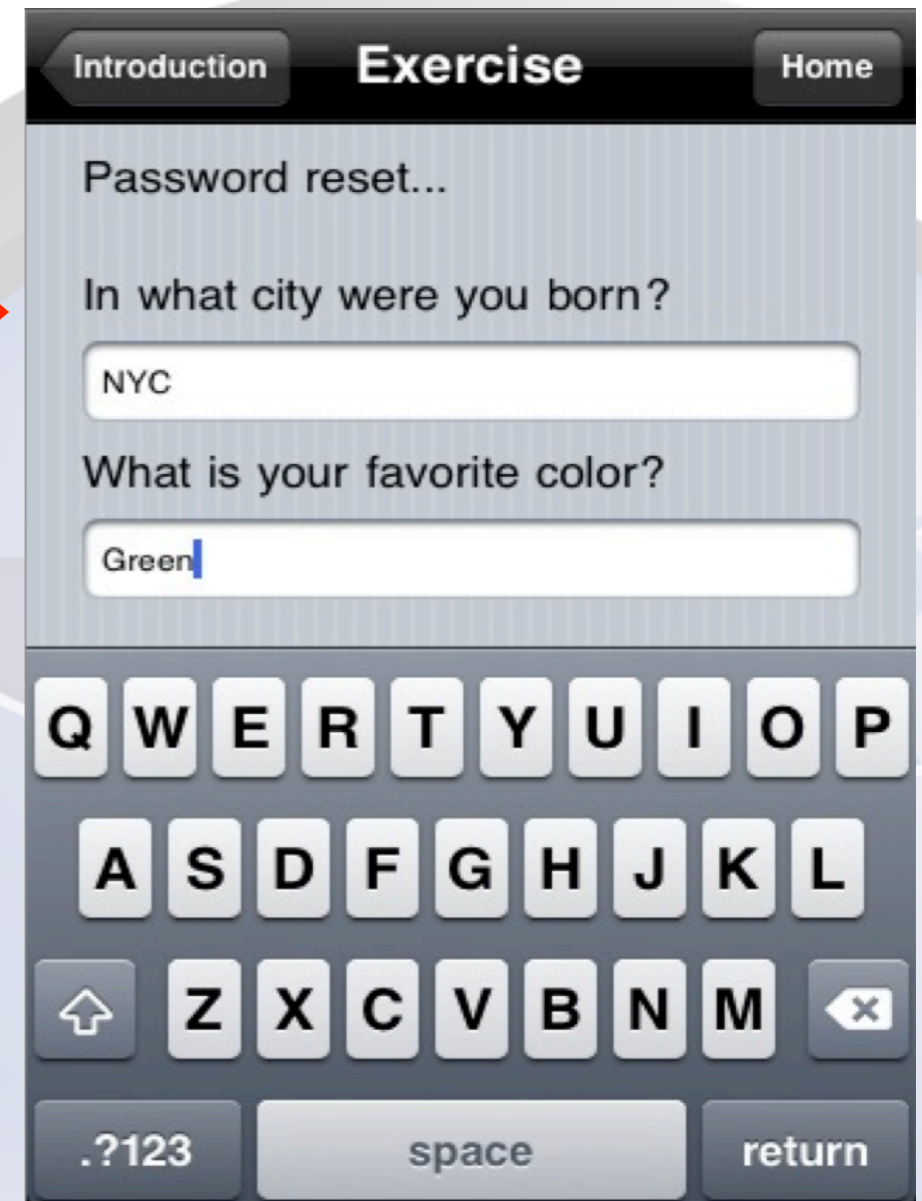 Introduction Exercise Home
Password reset...
In what city were you born?
NYC
What is your favorite color?
Green
Q W E R T Y U I O P
A S D F G H J K L
Z X C V B N M
.?123 space return